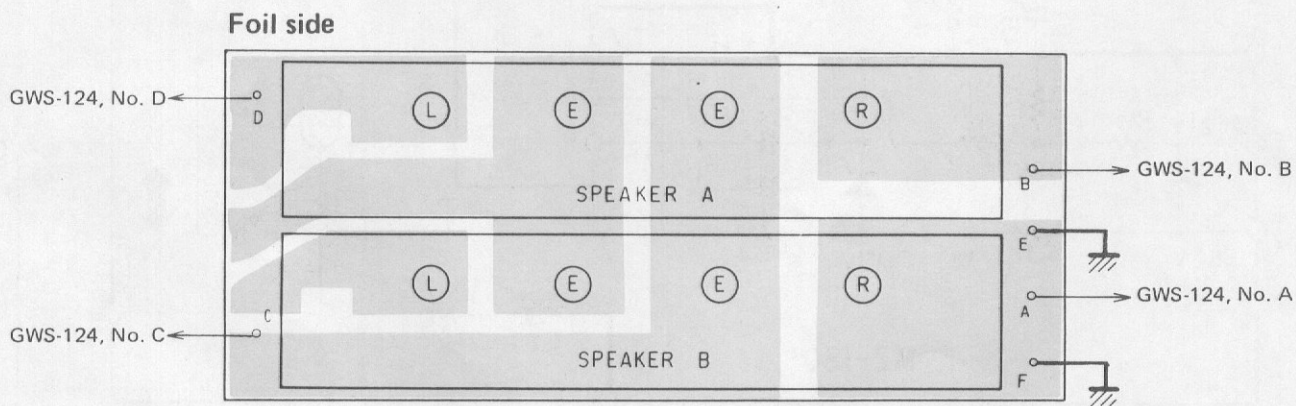 Foil side
GWS-124, No. D
D
L E E R
B
GWS-124, No. B
SPEAKER A
E
L E E R
A
GWS-124, No. A
C
GWS-124, No. C
SPEAKER B
F